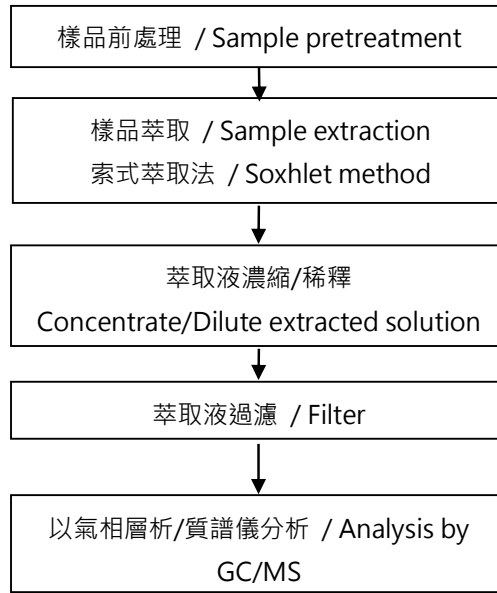 樣品前處理 / Sample pretreatment
樣品萃取 / Sample extraction
索式萃取法 / Soxhlet method
萃取液濃縮/稀釋
Concentrate/Dilute extracted solution
萃取液過濾 / Filter
以氣相層析/質譜儀分析 / Analysis by
GC/MS